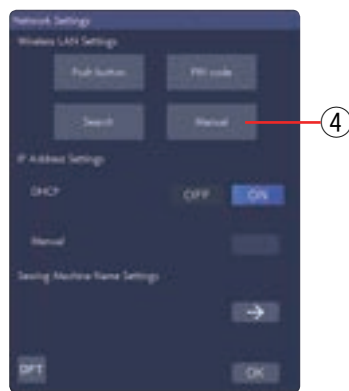 Network Settings
Wireless LAN Settings
Push button PIN code
Search Manual
4
IP Address Settings
DHCP OFF ON
Manual
Sewing Machine Name Settings
→
DFT OK